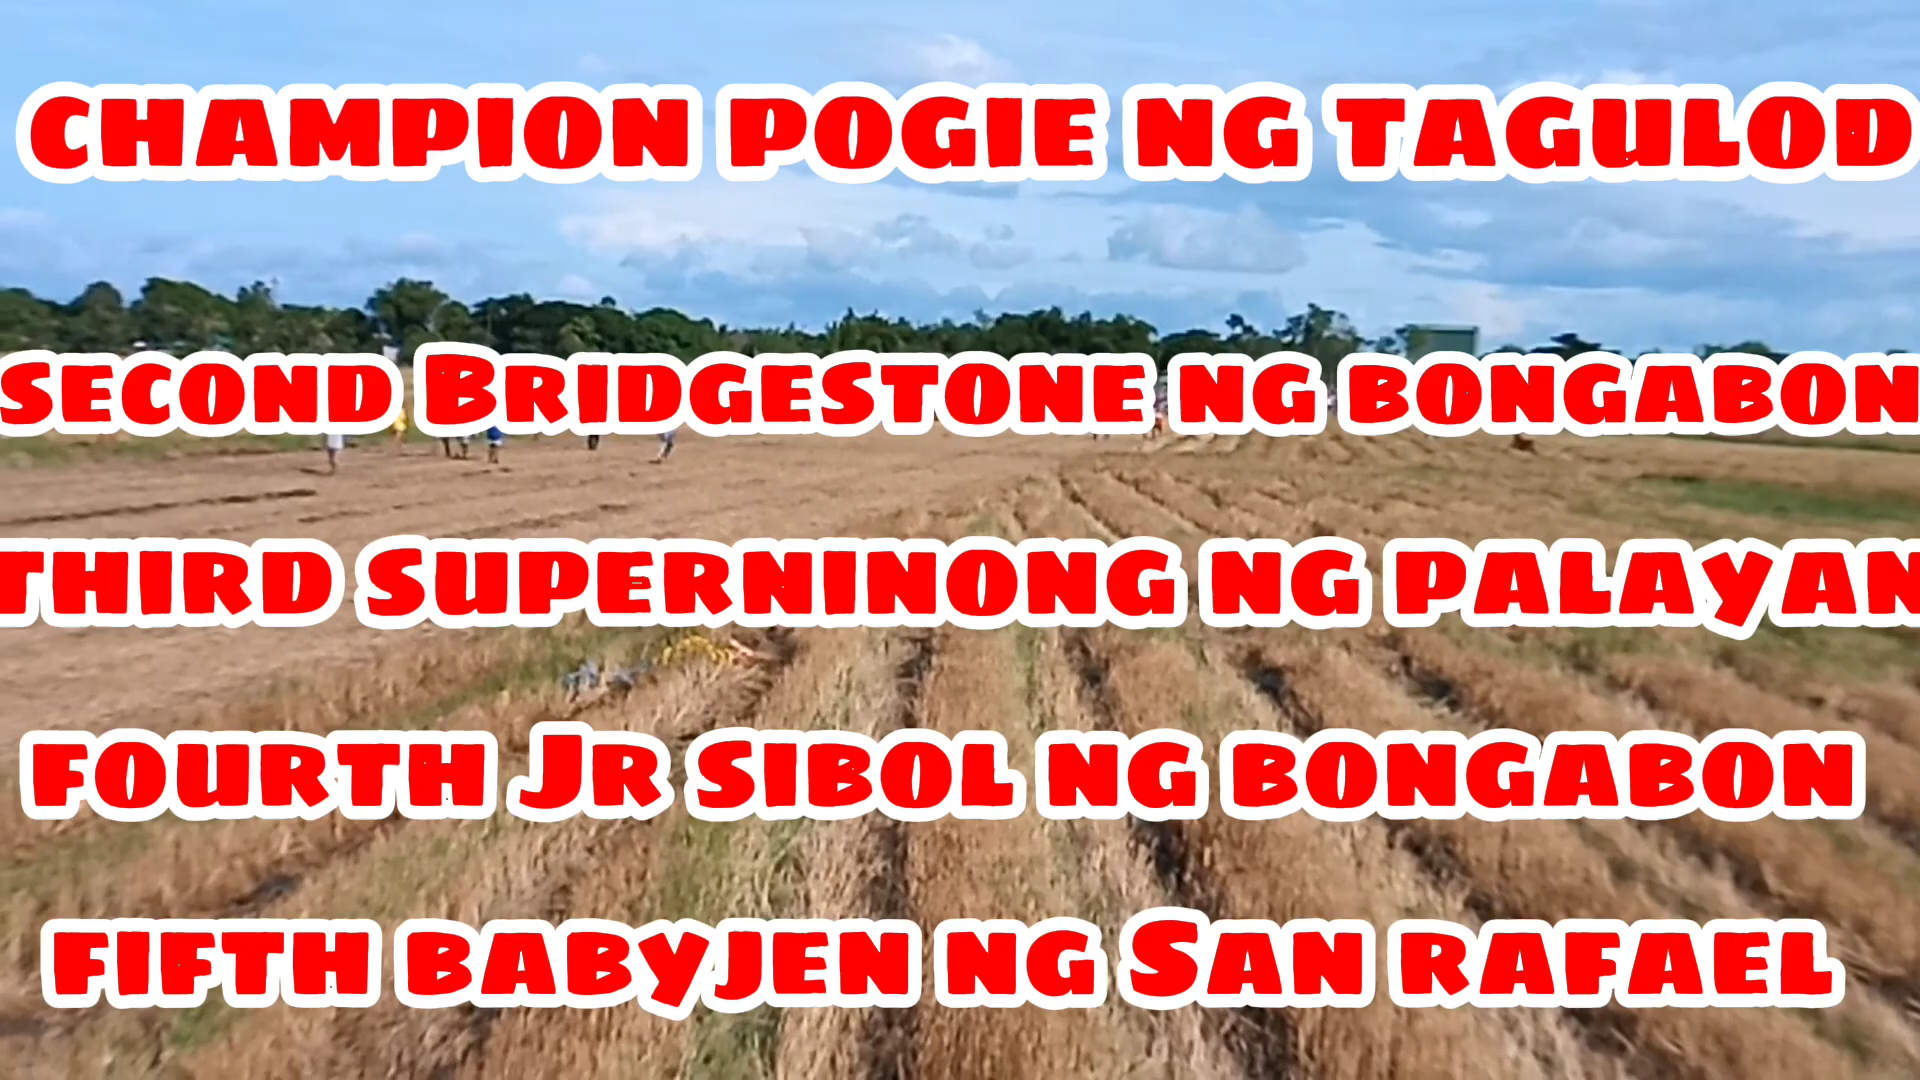 champion pogie ng tagulod
second Bridgestone ng bongabon
third superninong ng palayan
fourth Jr sibol ng bongabon
fifth babyjen ng San rafael